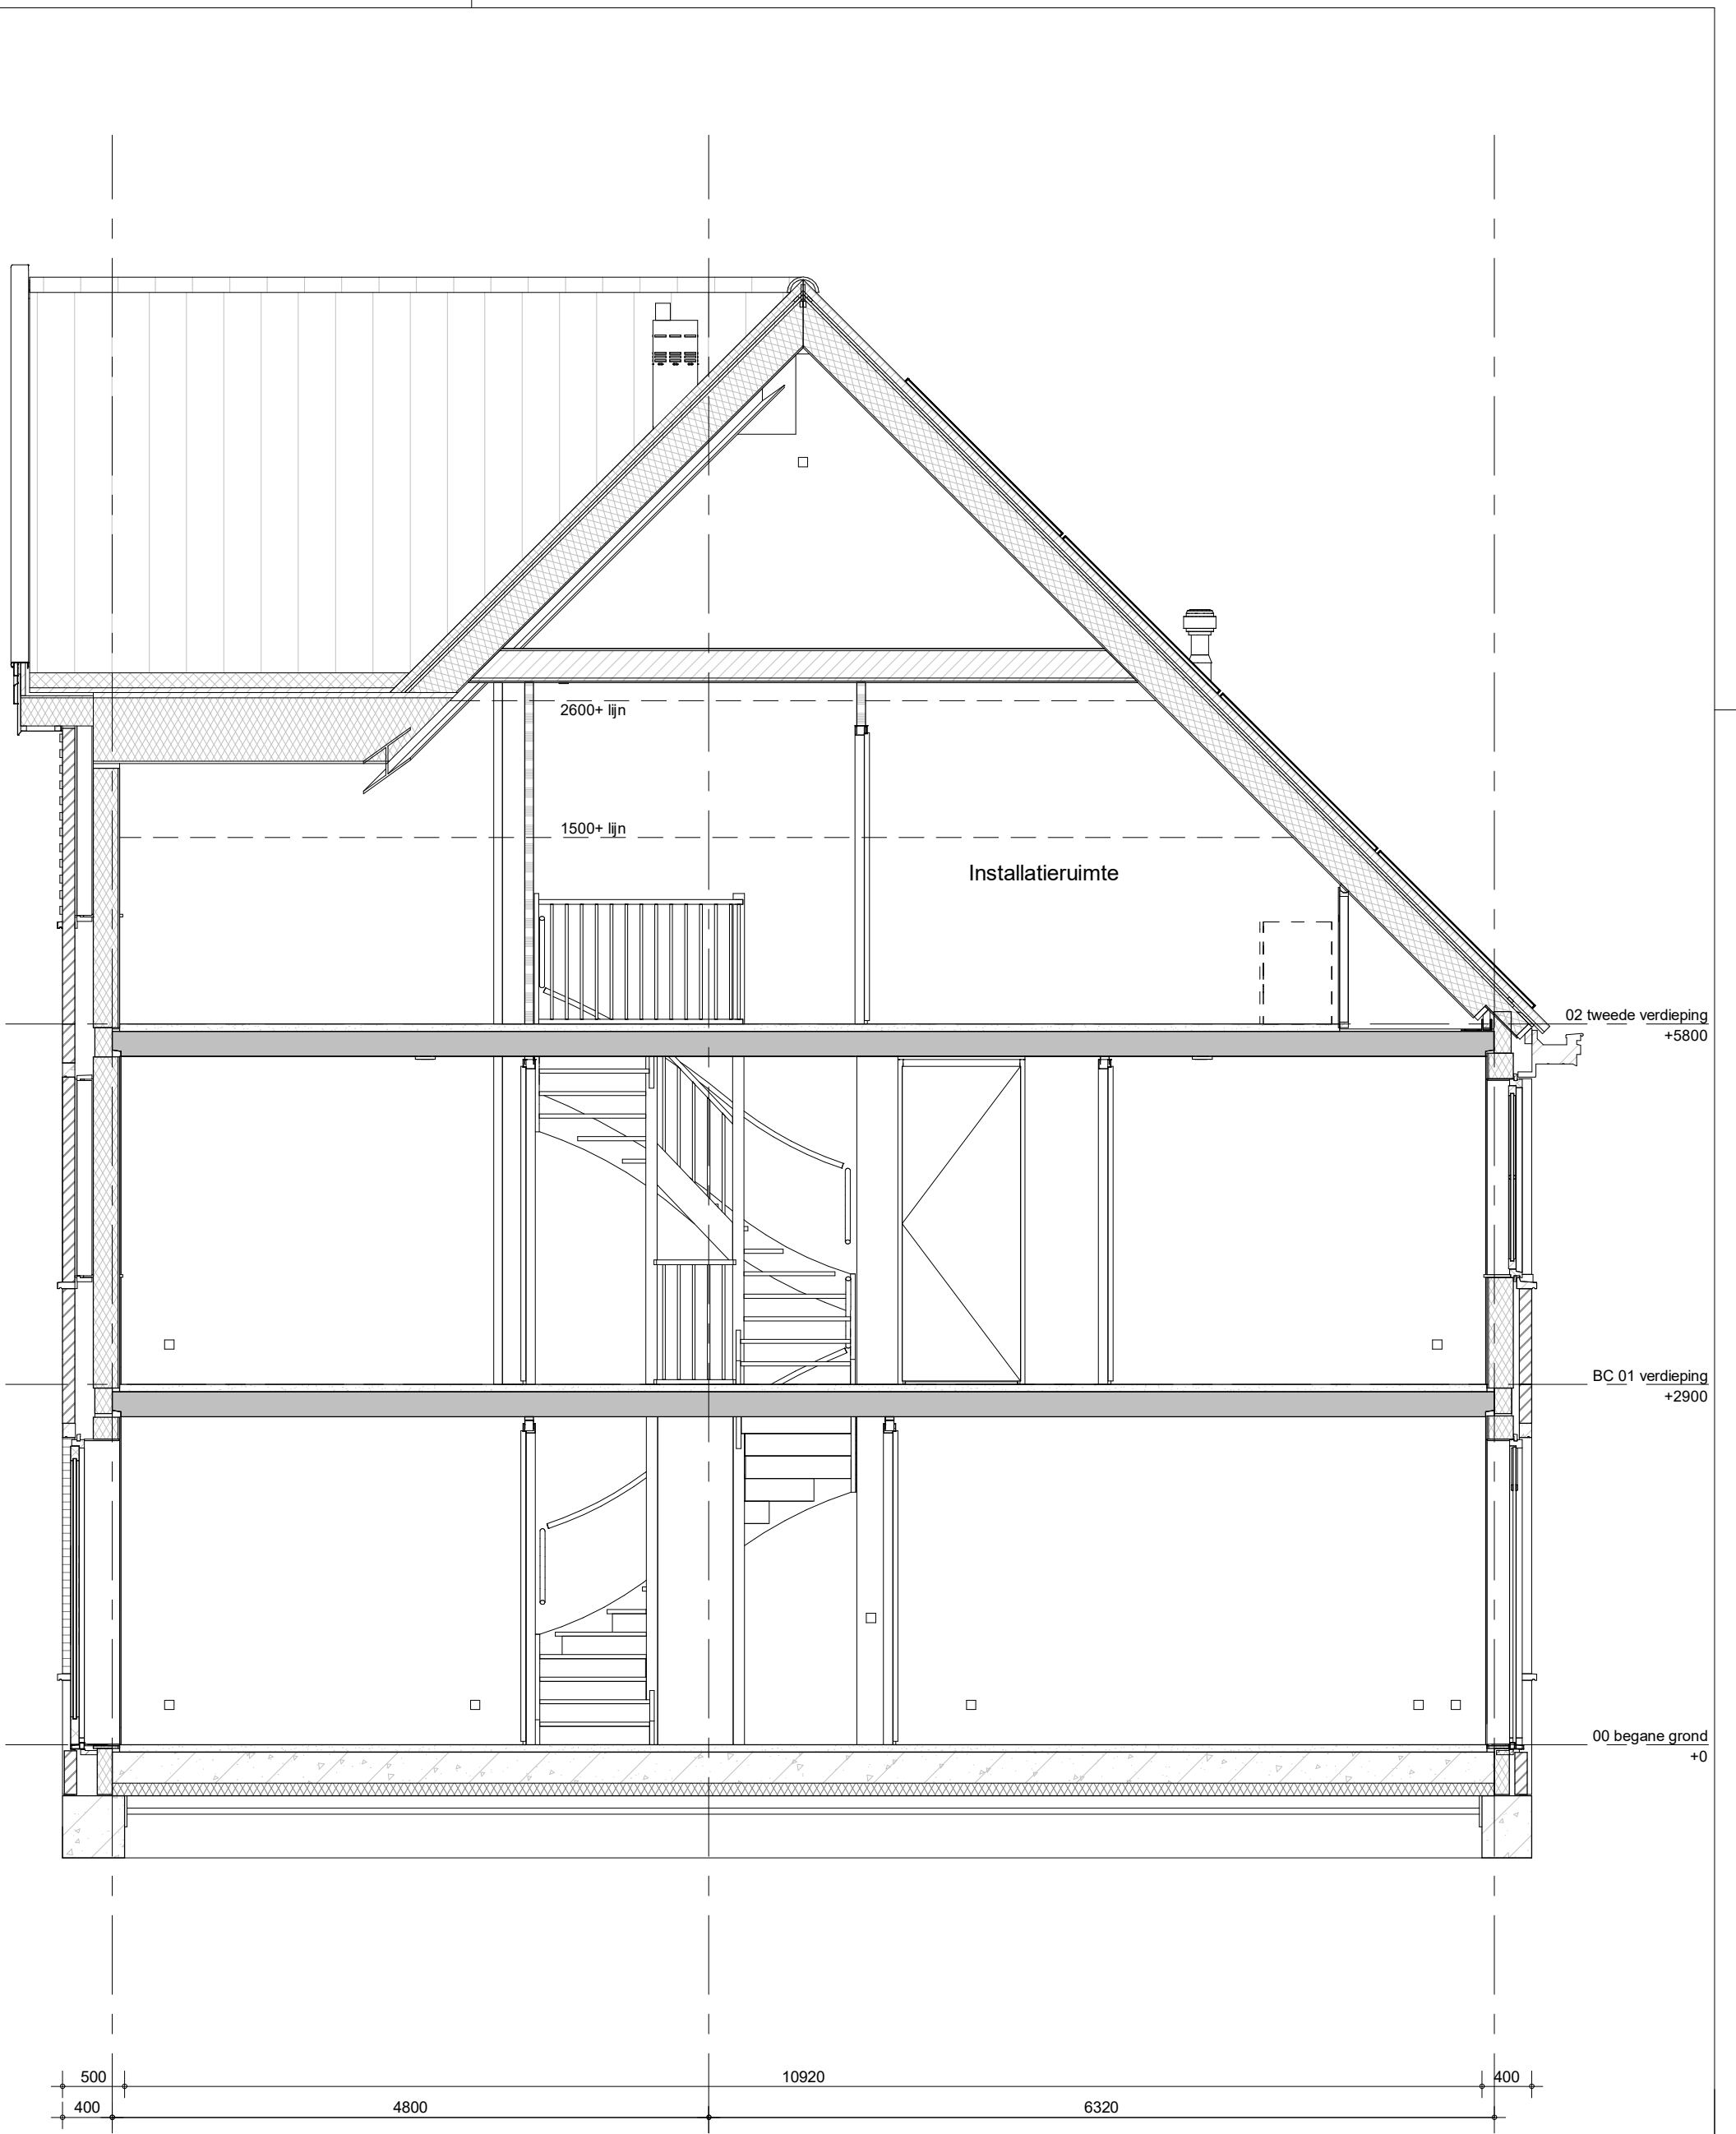 2600+ lijn
1500+ lijn
Installatieruimte
02 tweede verdieping
+5800
BC 01 verdieping
+2900
00 begane grond
+0
500
10920
400
400
4800
6320